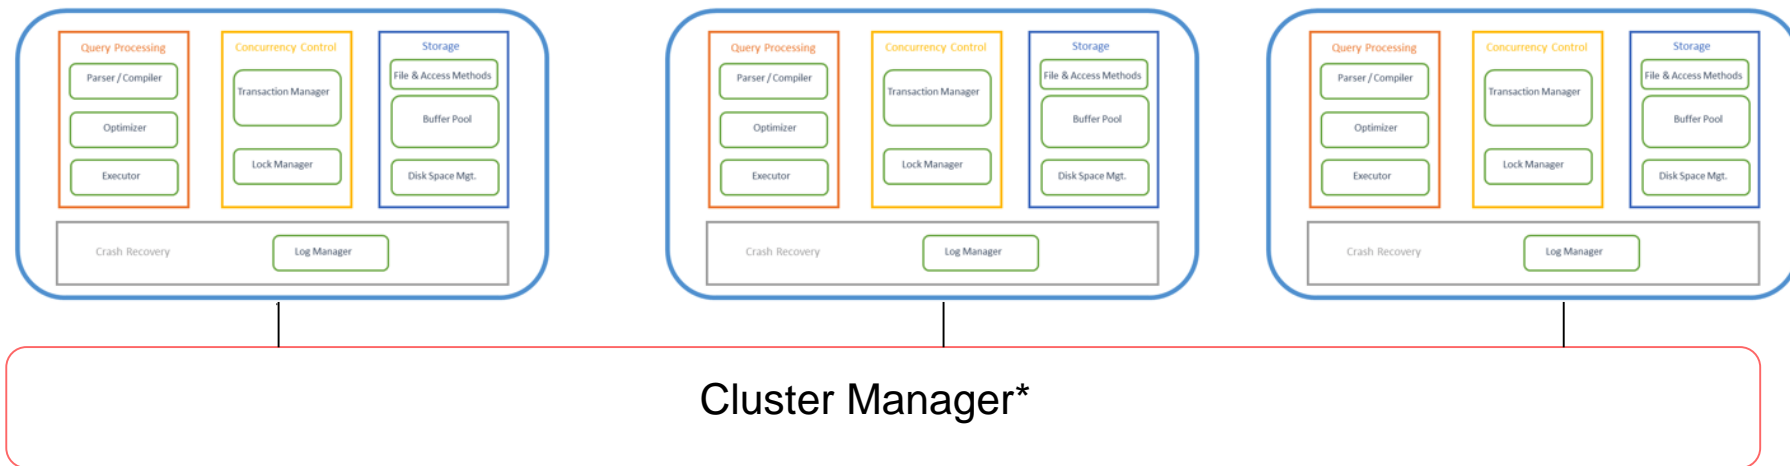 Query Processing
Parser / Compiler
Optimizer
Executor
Concurrency Control
Transaction Manager
Lock Manager
Storage
File & Access Methods
Buffer Pool
Disk Space Mgt.
Crash Recovery
Log Manager
Query Processing
Parser / Compiler
Optimizer
Executor
Concurrency Control
Transaction Manager
Lock Manager
Storage
File & Access Methods
Buffer Pool
Disk Space Mgt.
Crash Recovery
Log Manager
Query Processing
Parser / Compiler
Optimizer
Executor
Concurrency Control
Transaction Manager
Lock Manager
Storage
File & Access Methods
Buffer Pool
Disk Space Mgt.
Crash Recovery
Log Manager
Cluster Manager*